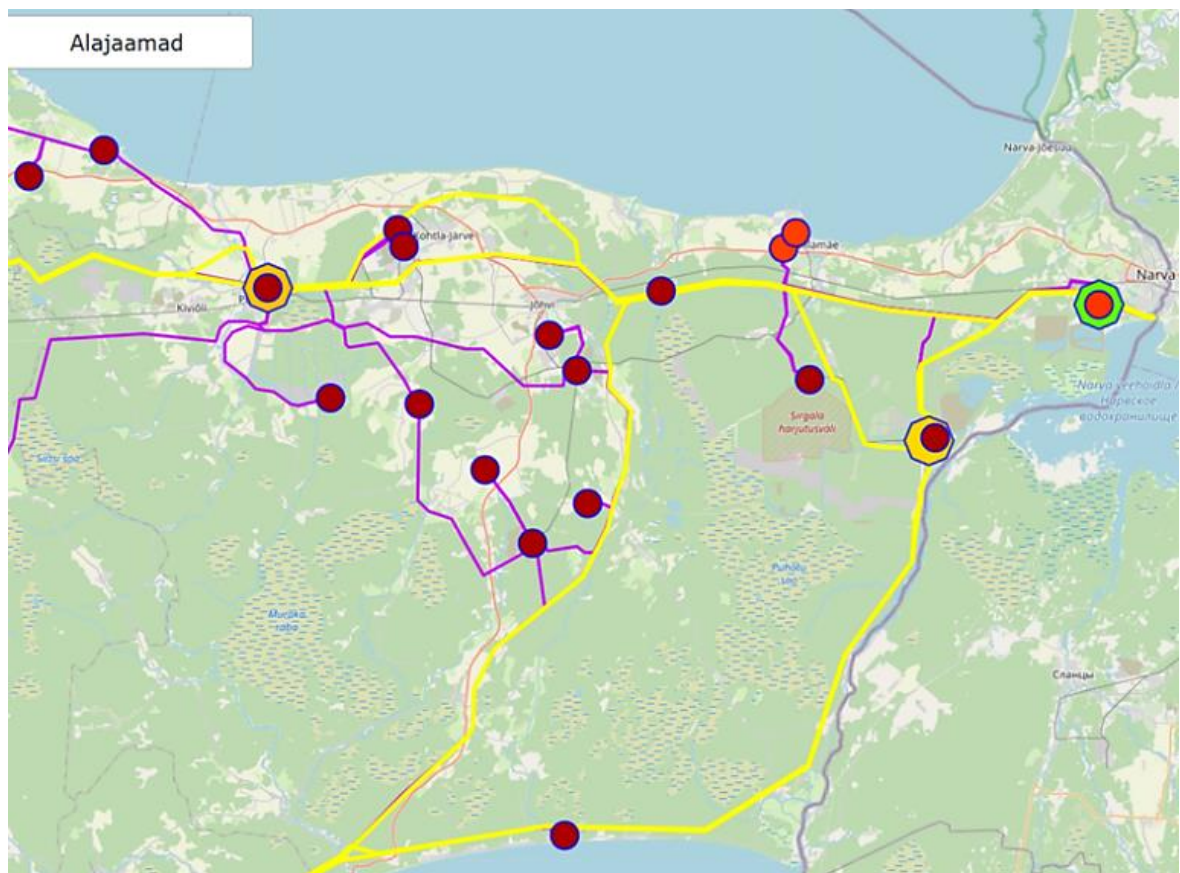 Alajaamad
Narva-Jõesuu
Kohtla-Järve
Narva
Kiviõli
Jõhvi
Narva veehoidla /
Нарвское
водохранилище
Sirgala
harjutusväli
Puhatu
soo
Muraka
raba
Сланцы